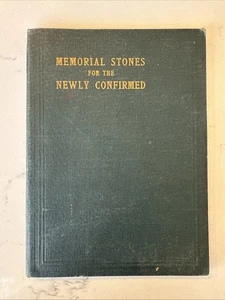 MEMORIAL STONES
FOR THE
NEWLY CONFIRMED